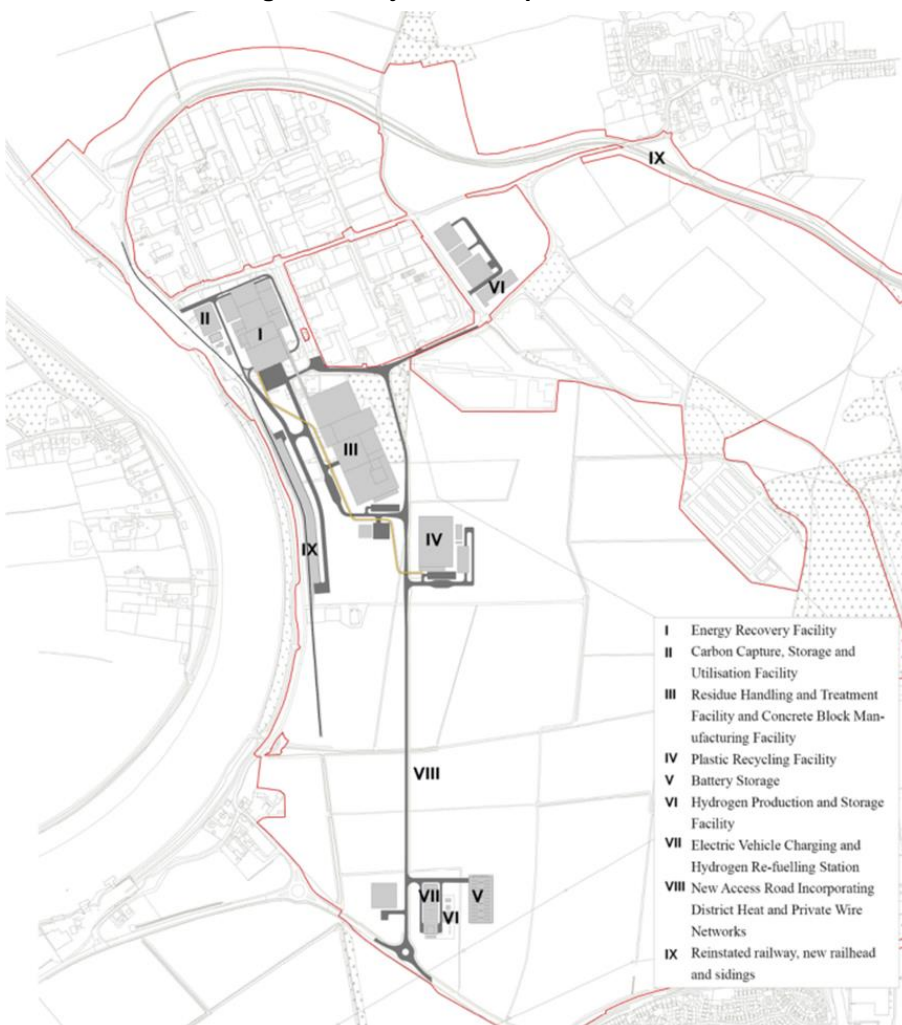 IX
VI
II
I
III
IV
IX
VIII
VII
V
VI
I Energy Recovery Facility
II Carbon Capture, Storage and
Utilisation Facility
III Residue Handling and Treatment
Facility and Concrete Block Man-
ufacturing Facility
IV Plastic Recycling Facility
V Battery Storage
VI Hydrogen Production and Storage
Facility
VII Electric Vehicle Charging and
Hydrogen Re-fuelling Station
VIII New Access Road Incorporating
District Heat and Private Wire
Networks
IX Reinstated railway, new railhead
and sidings